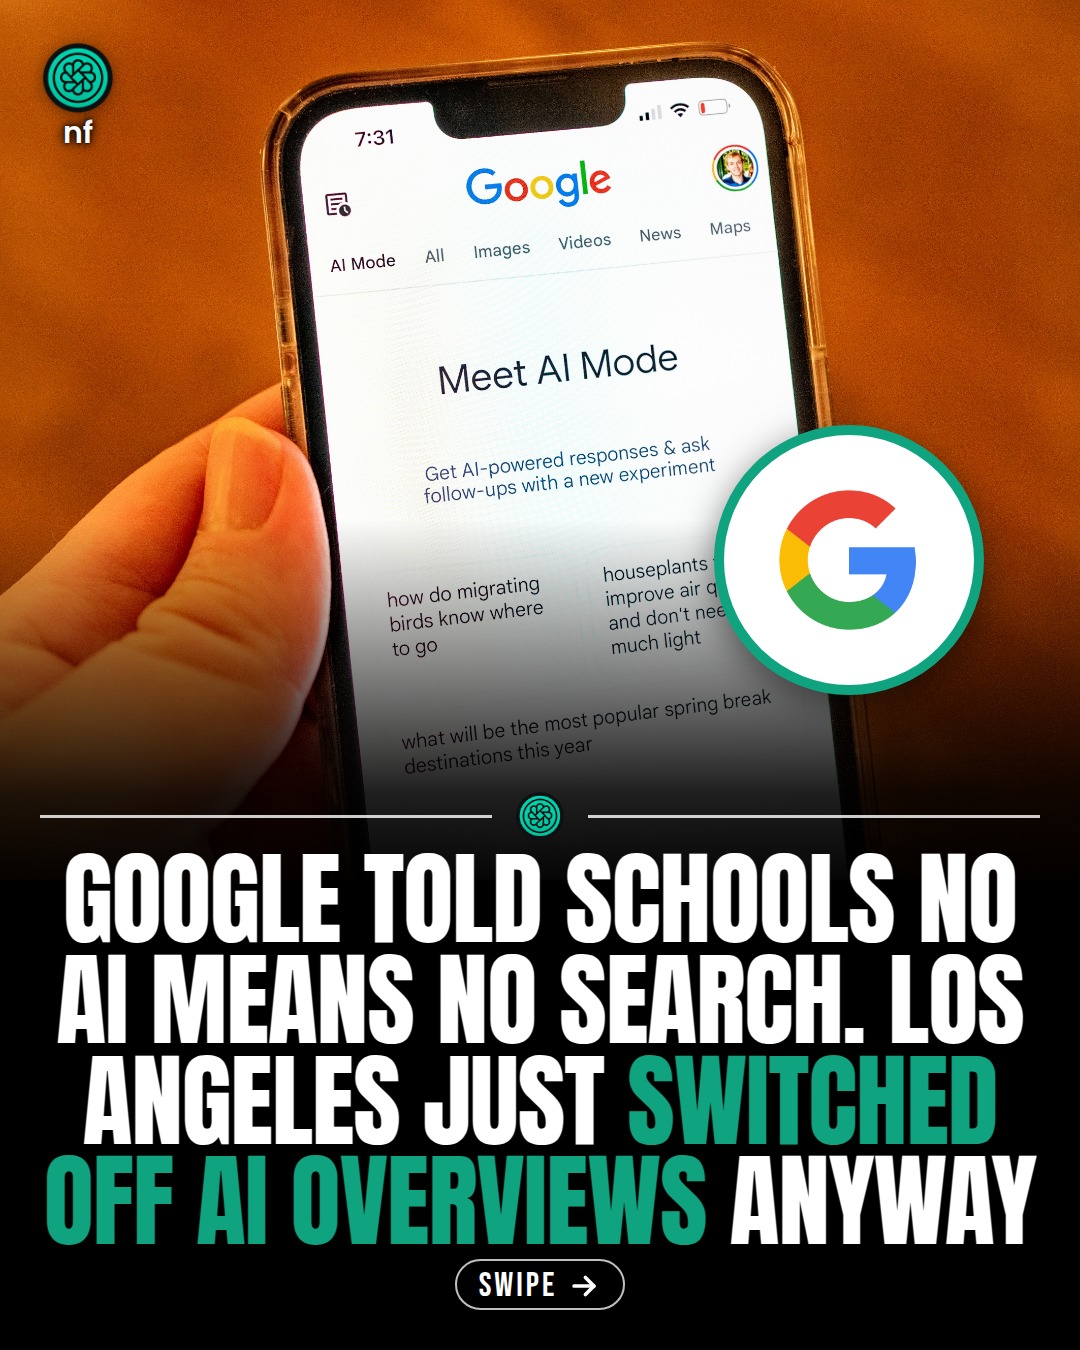 nf
7:31
Google
AI Mode All Images Videos News Maps
Meet AI Mode
Get AI-powered responses & ask
follow-ups with a new experiment
how do migrating
birds know where
to go
houseplants
improve air
and don't
much light
what will be the most popular spring break
destinations this year
GOOGLE TOLD SCHOOLS NO
AI MEANS NO SEARCH. LOS
ANGELES JUST SWITCHED
OFF AI OVERVIEWS ANYWAY
SWIPE →